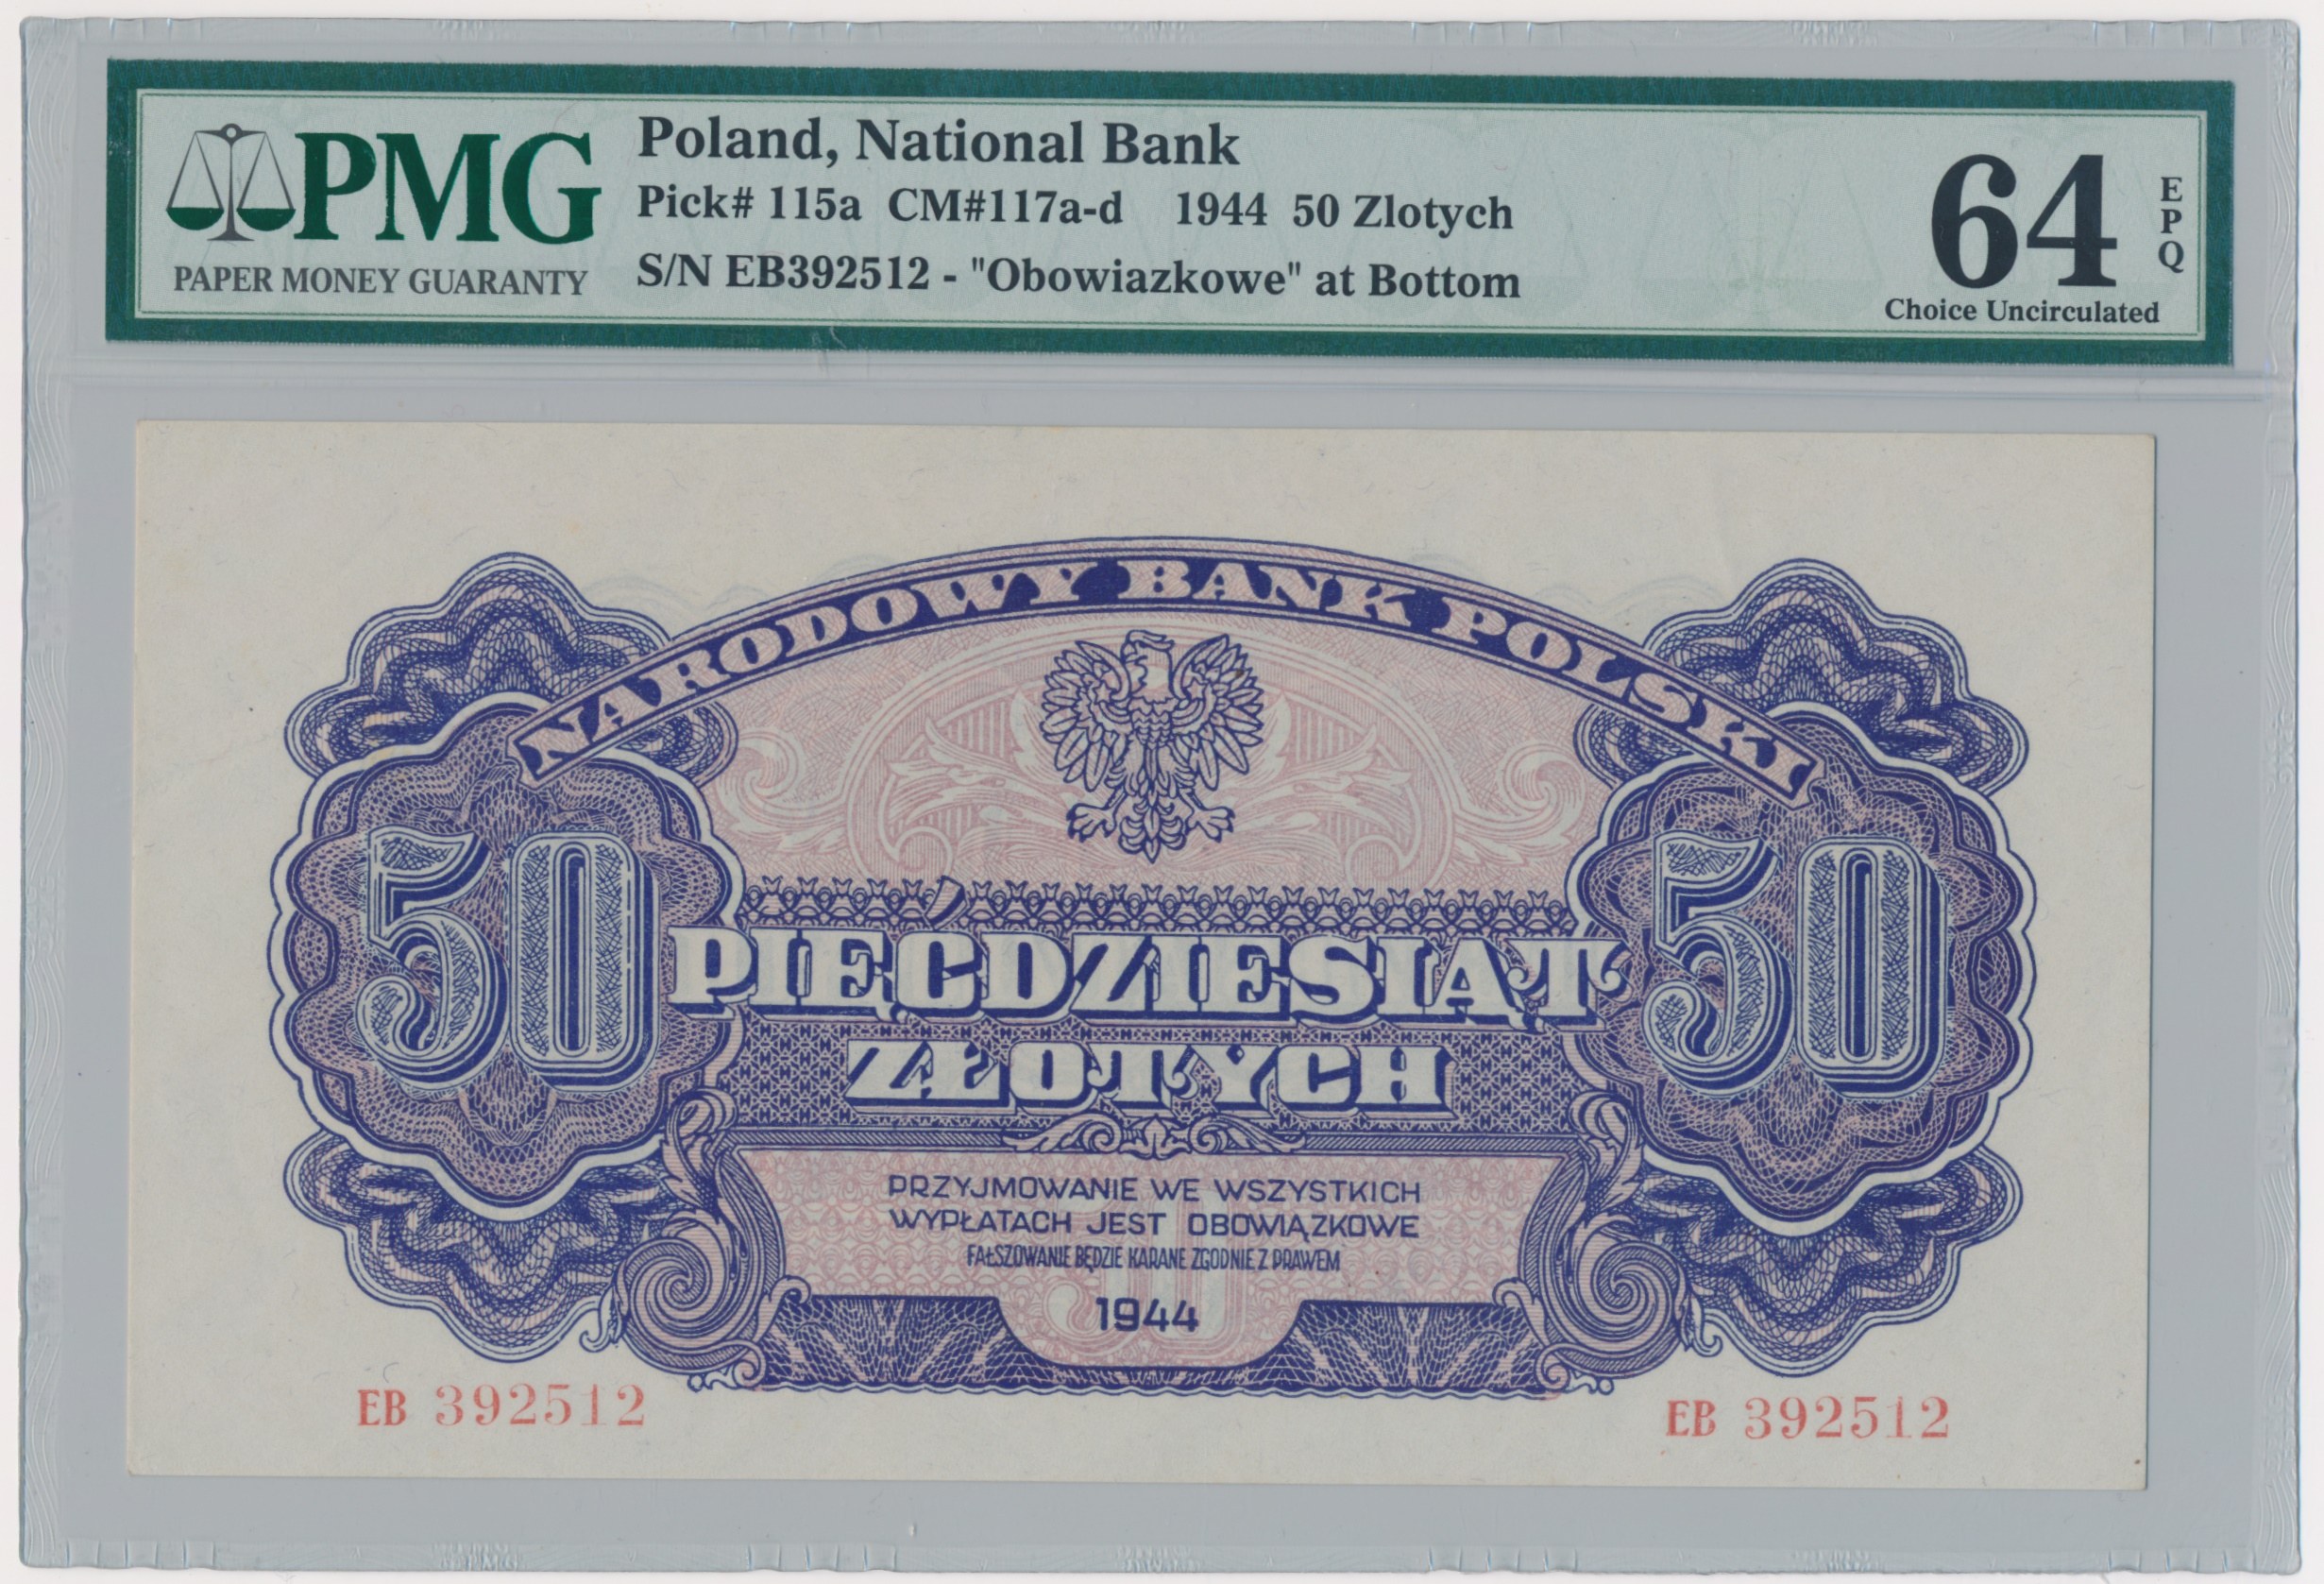 PMG
PAPER MONEY GUARANTY
Poland, National Bank
Pick# 115a CM#117a-d 1944 50 Zlotych
S/N EB392512 - "Obowiazkowe" at Bottom
64
EPQ
Choice Uncirculated
NARODOWY BANK POLSKI
50
50
PIĘĆDZIESIĄT
ZŁOTYCH
PRZYJMOWANIE WE WSZYSTKICH
WYPŁATACH JEST OBOWIĄZKOWE
FAŁSZOWANIE BĘDZIE KARANE ZGODNIE Z PRAWEM
50
1944
EB 392512
EB 392512